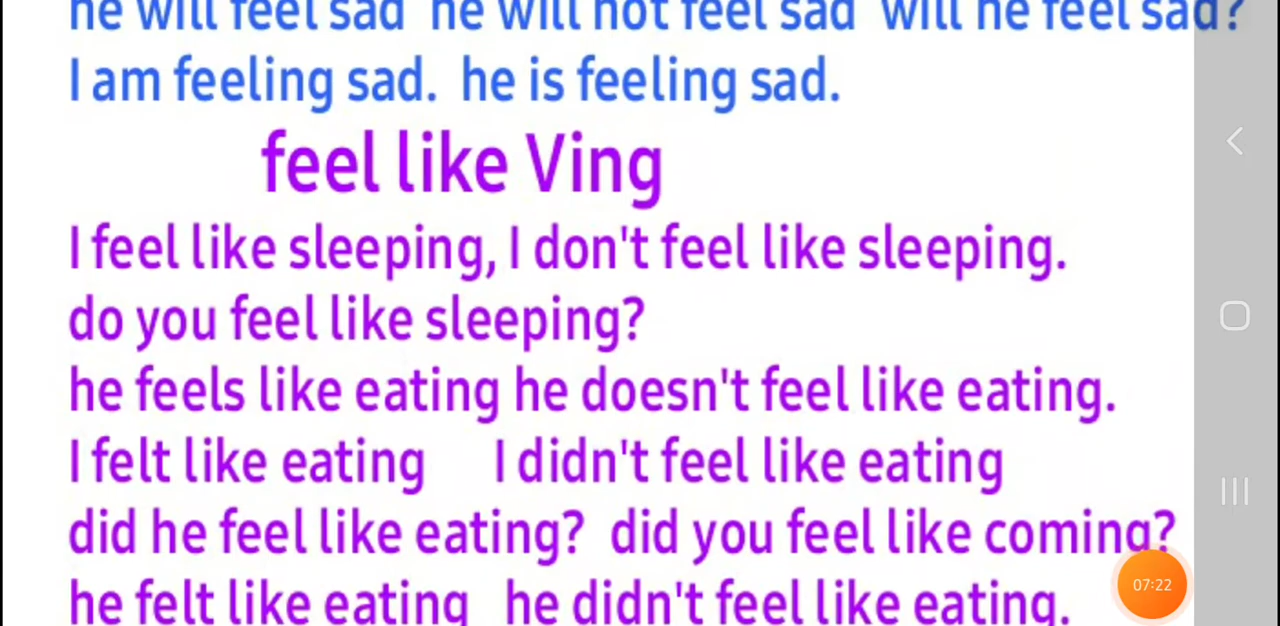 he will feel sad he will not feel sad will he feel sad?
I am feeling sad. he is feeling sad.
feel like Ving
I feel like sleeping, I don't feel like sleeping.
do you feel like sleeping?
he feels like eating he doesn't feel like eating.
I felt like eating I didn't feel like eating
did he feel like eating? did you feel like coming?
he felt like eating he didn't feel like eating.
07:22